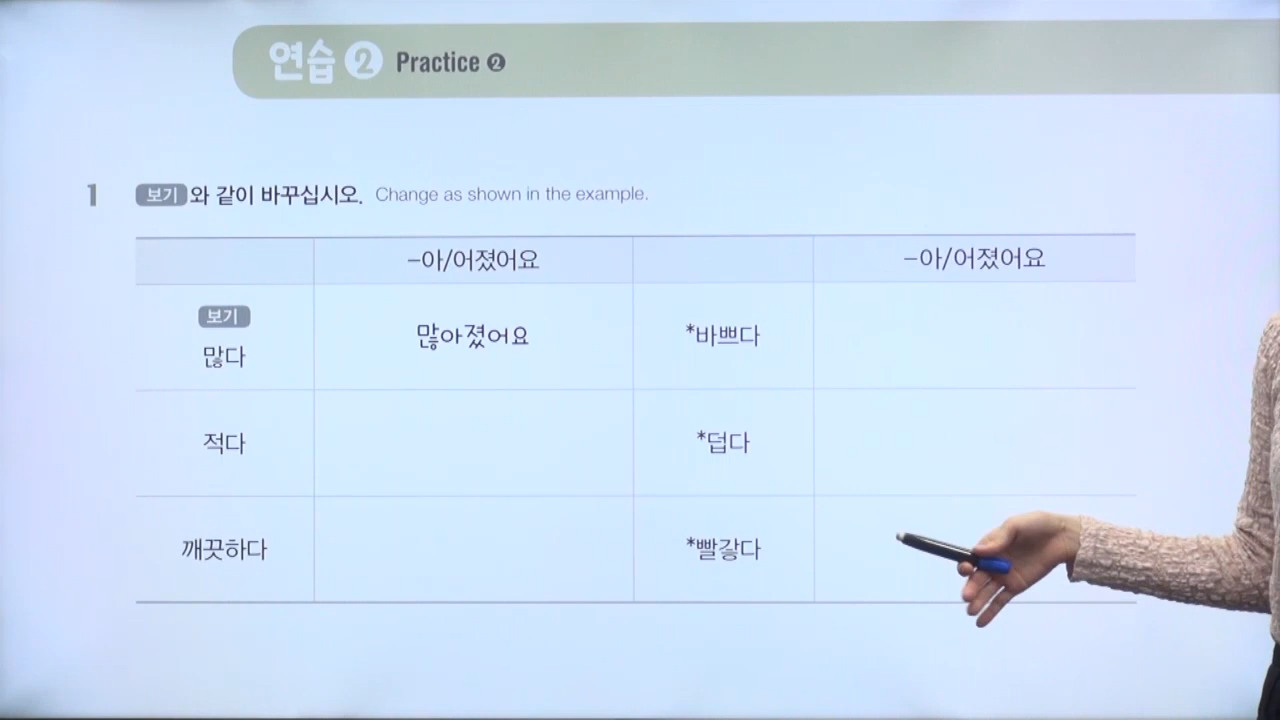 연습 2 Practice 2
1 보기 와 같이 바꾸십시오. Change as shown in the example.
-아/어졌어요 -아/어졌어요
보기
많다 많아졌어요 *바쁘다
적다 *덥다
깨끗하다 *빨갛다